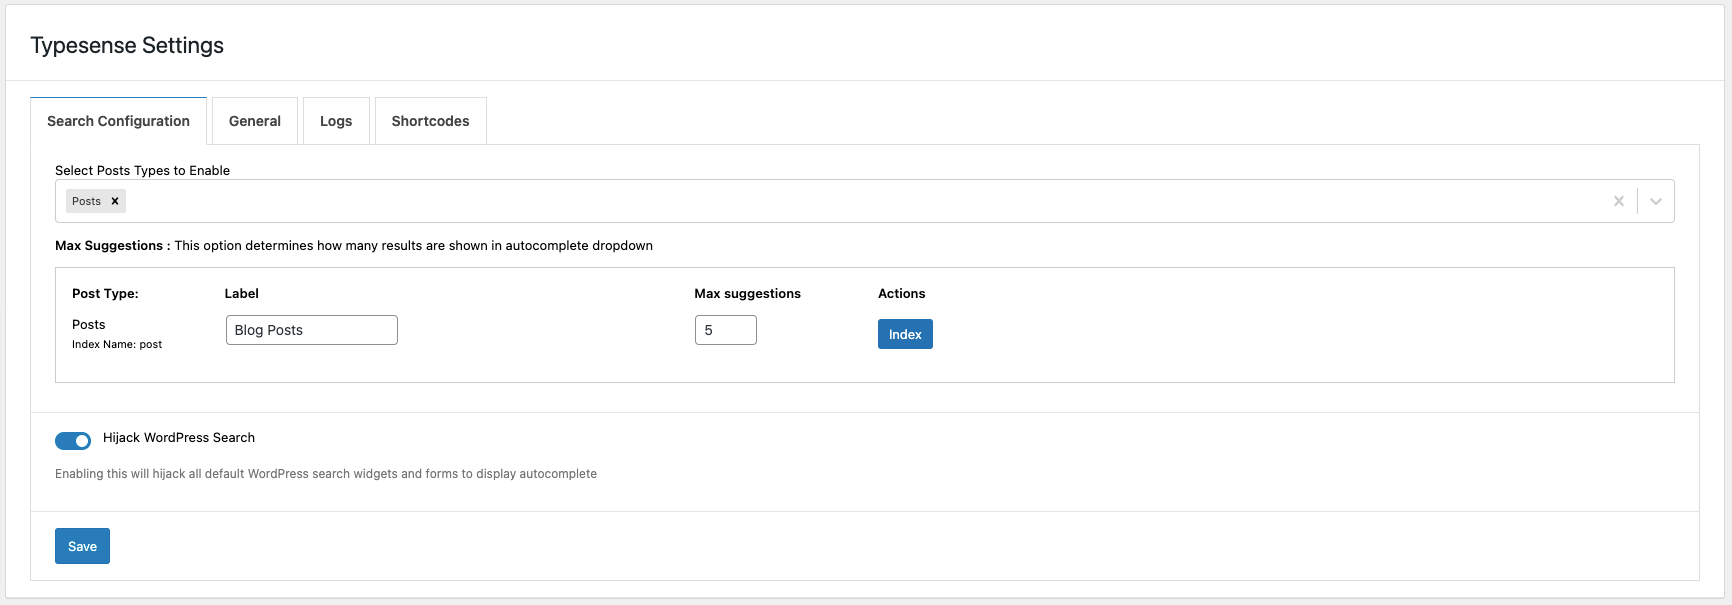 Typesense Settings
Search Configuration General Logs Shortcodes
Select Posts Types to Enable
Posts
Max Suggestions : This option determines how many results are shown in autocomplete dropdown
Post Type: Label Max suggestions Actions
Posts Blog Posts 5 Index
Index Name: post
Hijack WordPress Search
Enabling this will hijack all default WordPress search widgets and forms to display autocomplete
Save